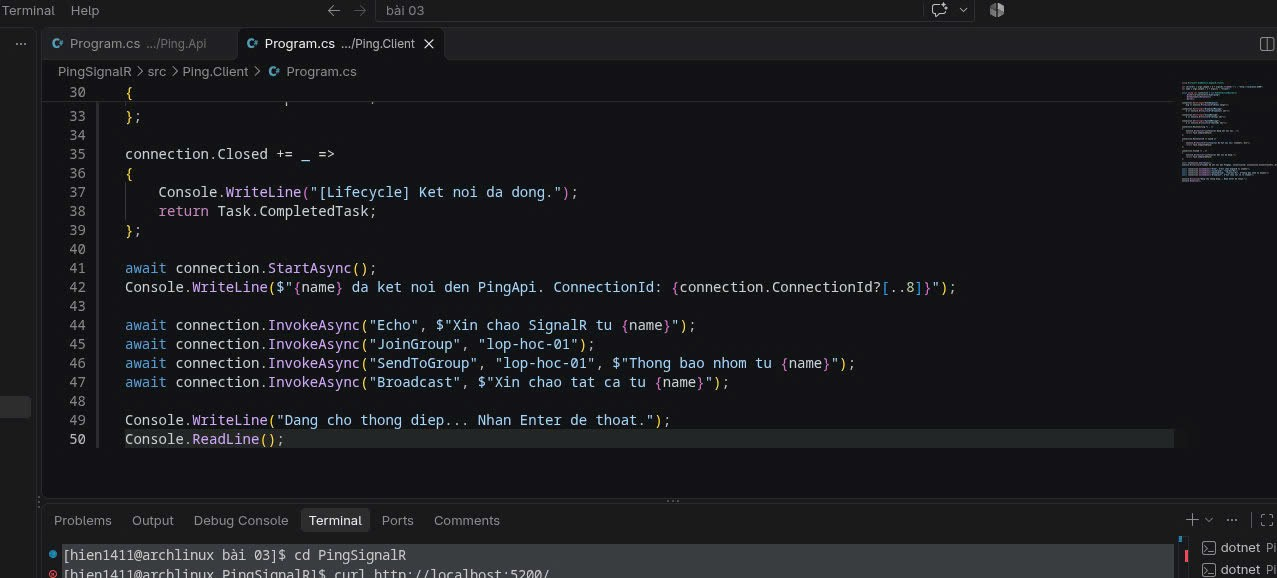 Terminal Help
bài 03
Program.cs .../Ping.Api
Program.cs .../Ping.Client
PingSignalR > src > Ping.Client > Program.cs
30 {
33 };
34
35 connection.Closed += _ =>
36 {
37 Console.WriteLine("[Lifecycle] Ket noi da dong.");
38 return Task.CompletedTask;
39 };
40
41 await connection.StartAsync();
42 Console.WriteLine($"{name} da ket noi den PingApi. ConnectionId: {connection.ConnectionId?[..8]}");
43
44 await connection.InvokeAsync("Echo", $"Xin chao SignalR tu {name}");
45 await connection.InvokeAsync("JoinGroup", "lop-hoc-01");
46 await connection.InvokeAsync("SendToGroup", "lop-hoc-01", $"Thong bao nhom tu {name}");
47 await connection.InvokeAsync("Broadcast", $"Xin chao tat ca tu {name}");
48
49 Console.WriteLine("Dang cho thong diep... Nhan Enter de thoat.");
50 Console.ReadLine();
Problems Output Debug Console Terminal Ports Comments
[hien1411@archlinux bài 03]$ cd PingSignalR
dotnet Pi
[hien1411@archlinux PingSignalR]$ curl http://localhost:5200/
dotnet Pi